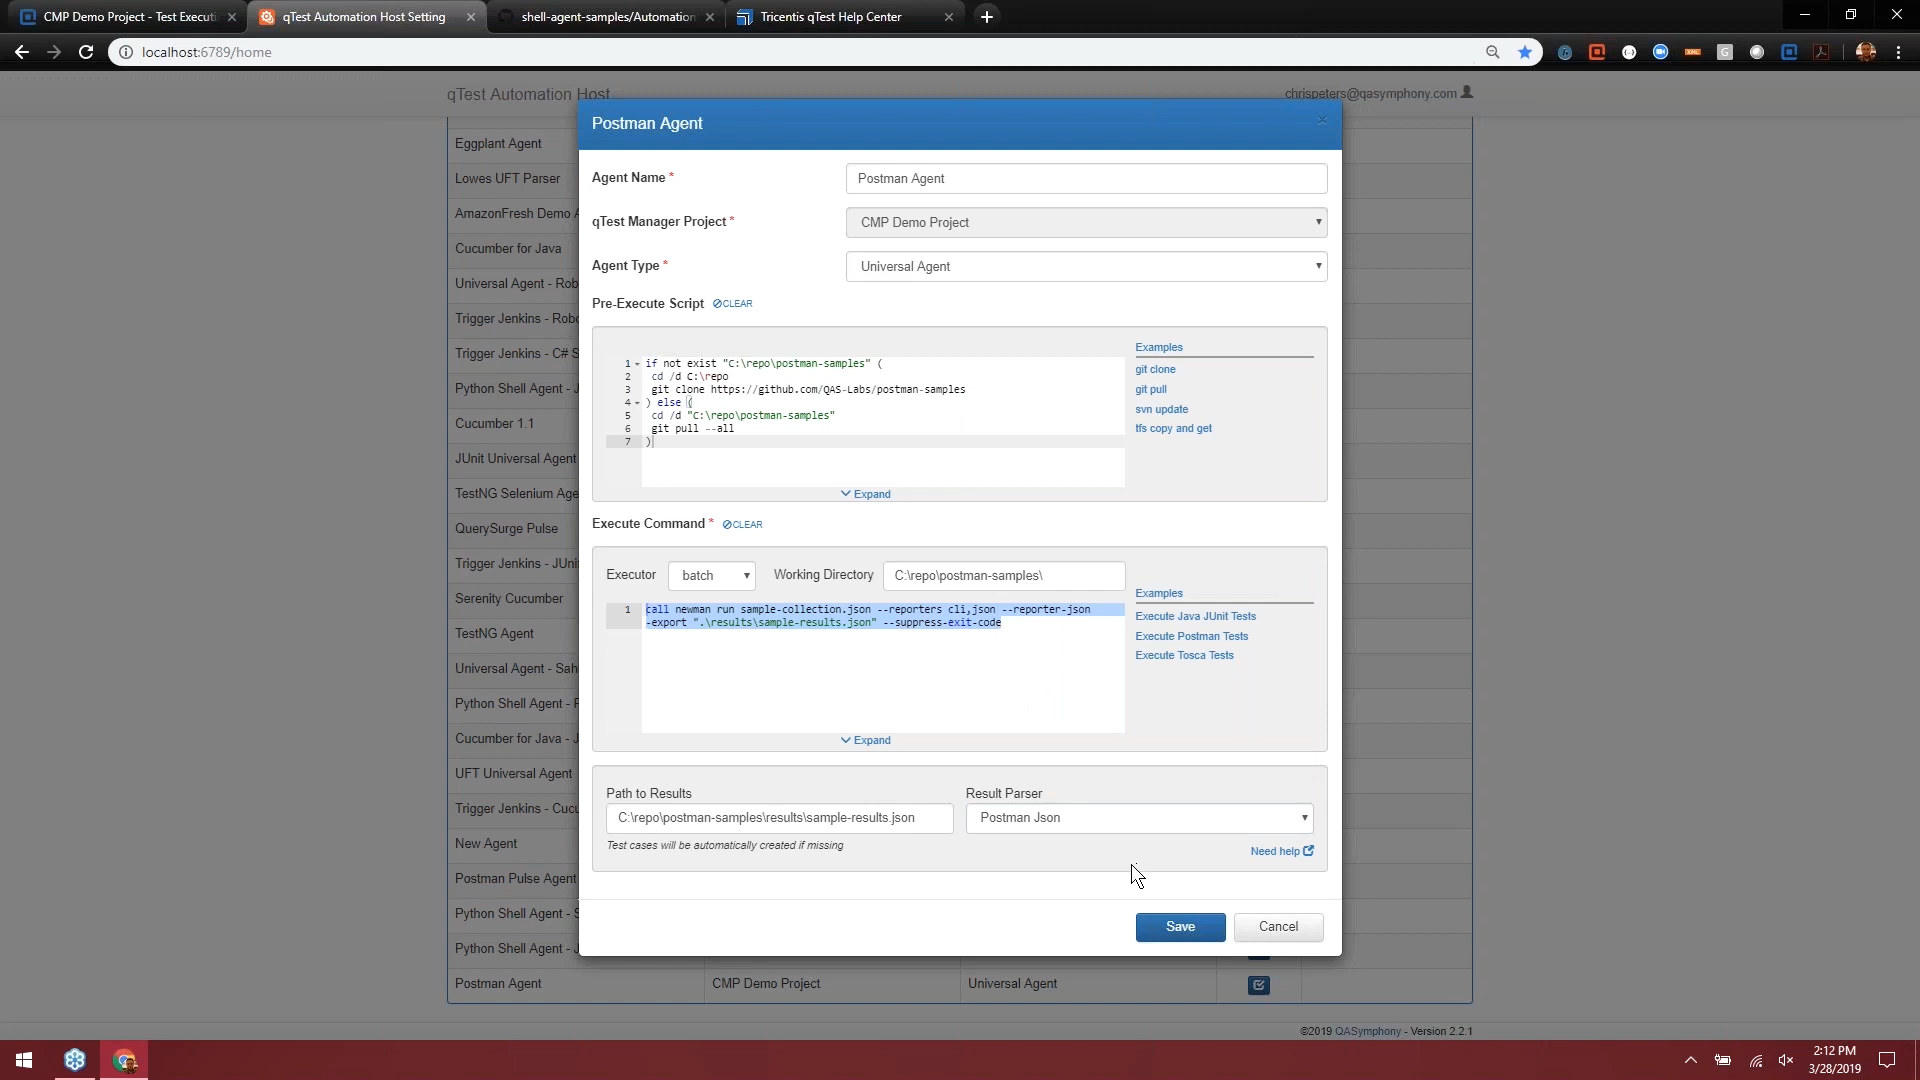 CMP Demo Project - Test Executi
qTest Automation Host Setting
shell-agent-samples/Automation
Tricentis qTest Help Center
localhost:6789/home
qTest Automation Host
chrispeters@qasymphony.com
Eggplant Agent
Lowes UFT Parser
AmazonFresh Demo A
Cucumber for Java
Universal Agent - Rob
Trigger Jenkins - Robo
Trigger Jenkins - C# S
Python Shell Agent - J
Cucumber 1.1
JUnit Universal Agent
TestNG Selenium Age
QuerySurge Pulse
Trigger Jenkins - JUni
Serenity Cucumber
TestNG Agent
Universal Agent - Sah
Python Shell Agent - F
Cucumber for Java - J
UFT Universal Agent
Trigger Jenkins - Cucu
New Agent
Postman Pulse Agent
Python Shell Agent - S
Python Shell Agent - J
Postman Agent
CMP Demo Project
Universal Agent
Postman Agent
×
Agent Name *
Postman Agent
qTest Manager Project *
CMP Demo Project
Agent Type *
Universal Agent
Pre-Execute Script CLEAR
1 if not exist "C:\repo\postman-samples" (
2 cd /d C:\repo
3 git clone https://github.com/QAS-Labs/postman-samples
4 ) else (
5 cd /d "C:\repo\postman-samples"
6 git pull --all
7 )
Examples
git clone
git pull
svn update
tfs copy and get
Expand
Execute Command * CLEAR
Executor batch Working Directory C:\repo\postman-samples\
1 call newman run sample-collection.json --reporters cli,json --reporter-json
-export ".\results\sample-results.json" --suppress-exit-code
Examples
Execute Java JUnit Tests
Execute Postman Tests
Execute Tosca Tests
Expand
Path to Results
C:\repo\postman-samples\results\sample-results.json
Test cases will be automatically created if missing
Result Parser
Postman Json
Need help
Save
Cancel
©2019 QASymphony - Version 2.2.1
2:12 PM
3/28/2019